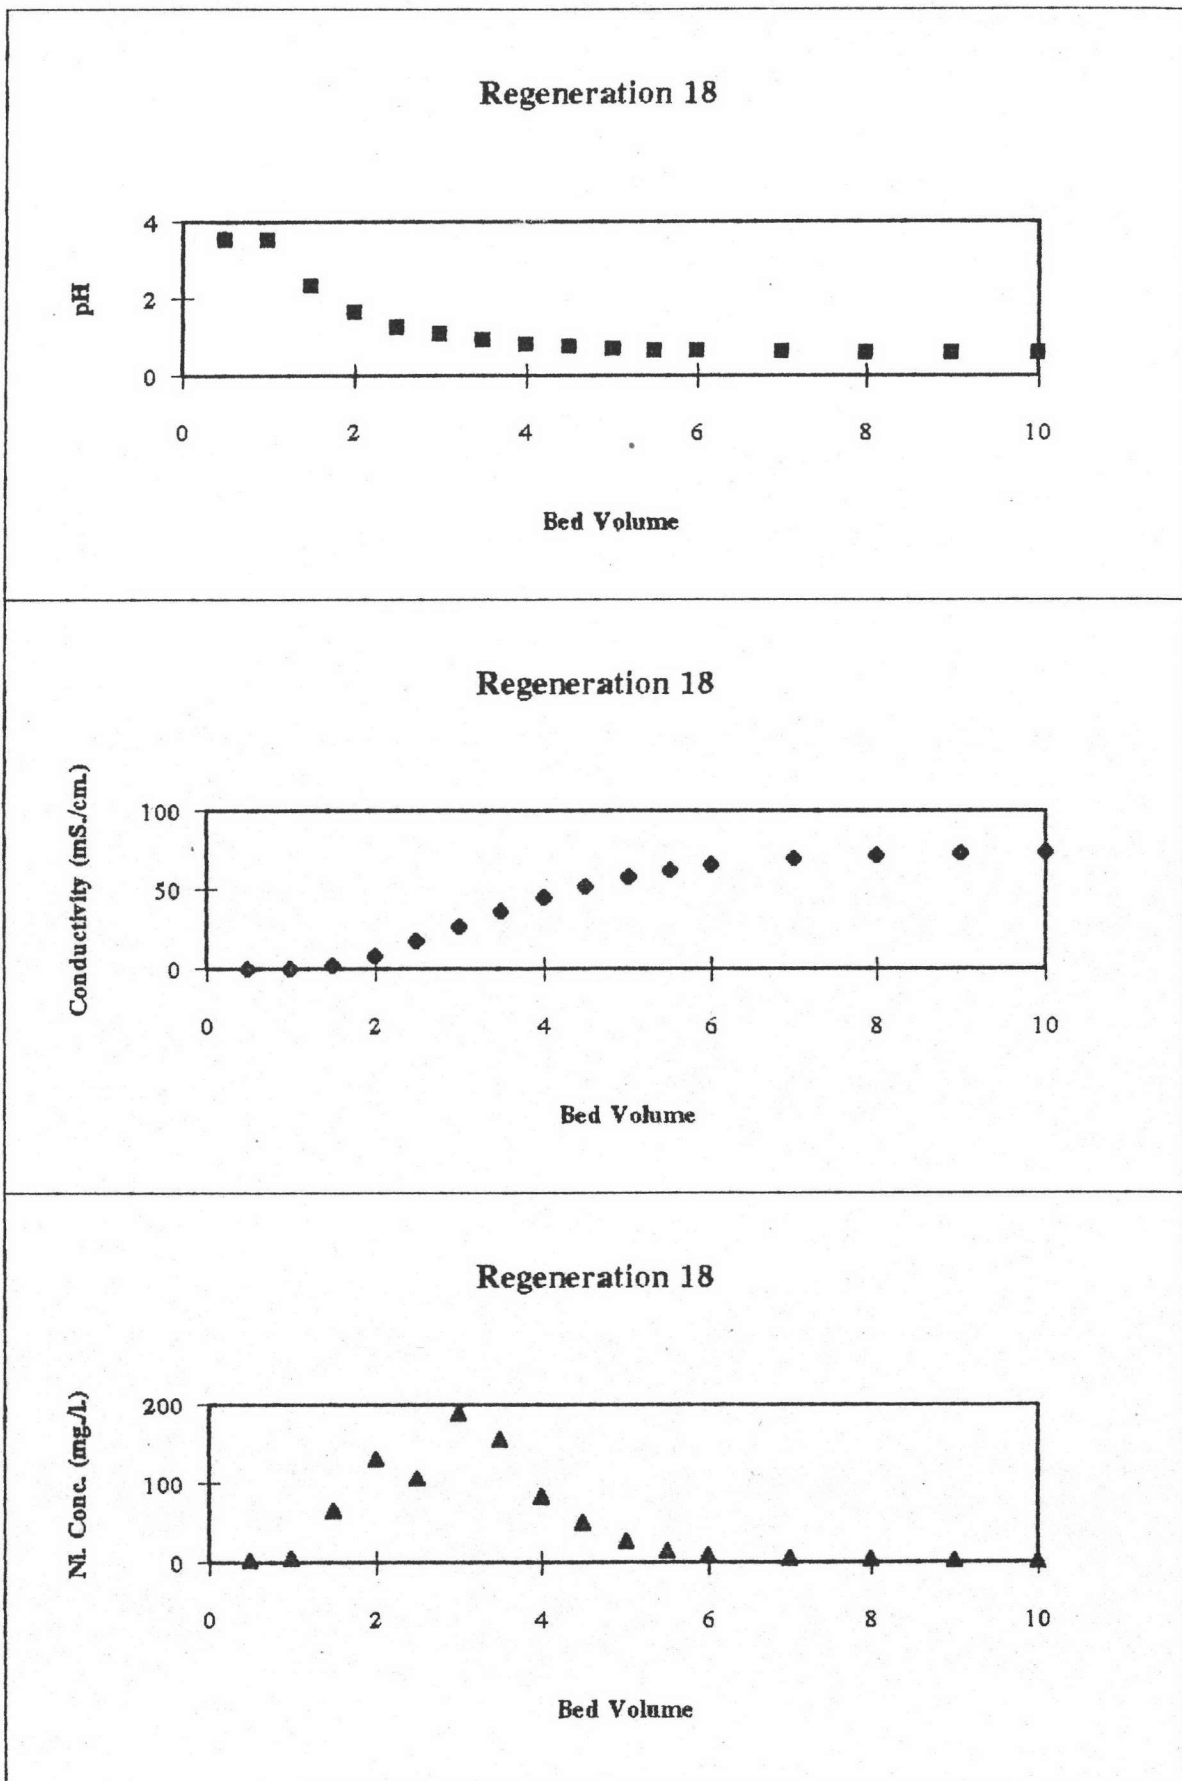 Regeneration 18
4
2
0
pH
0 2 4 6 8 10
Bed Volume
Regeneration 18
100
50
0
Conductivity (mS./cm.)
0 2 4 6 8 10
Bed Volume
Regeneration 18
200
100
0
Ni. Conc. (mg./l.)
0 2 4 6 8 10
Bed Volume